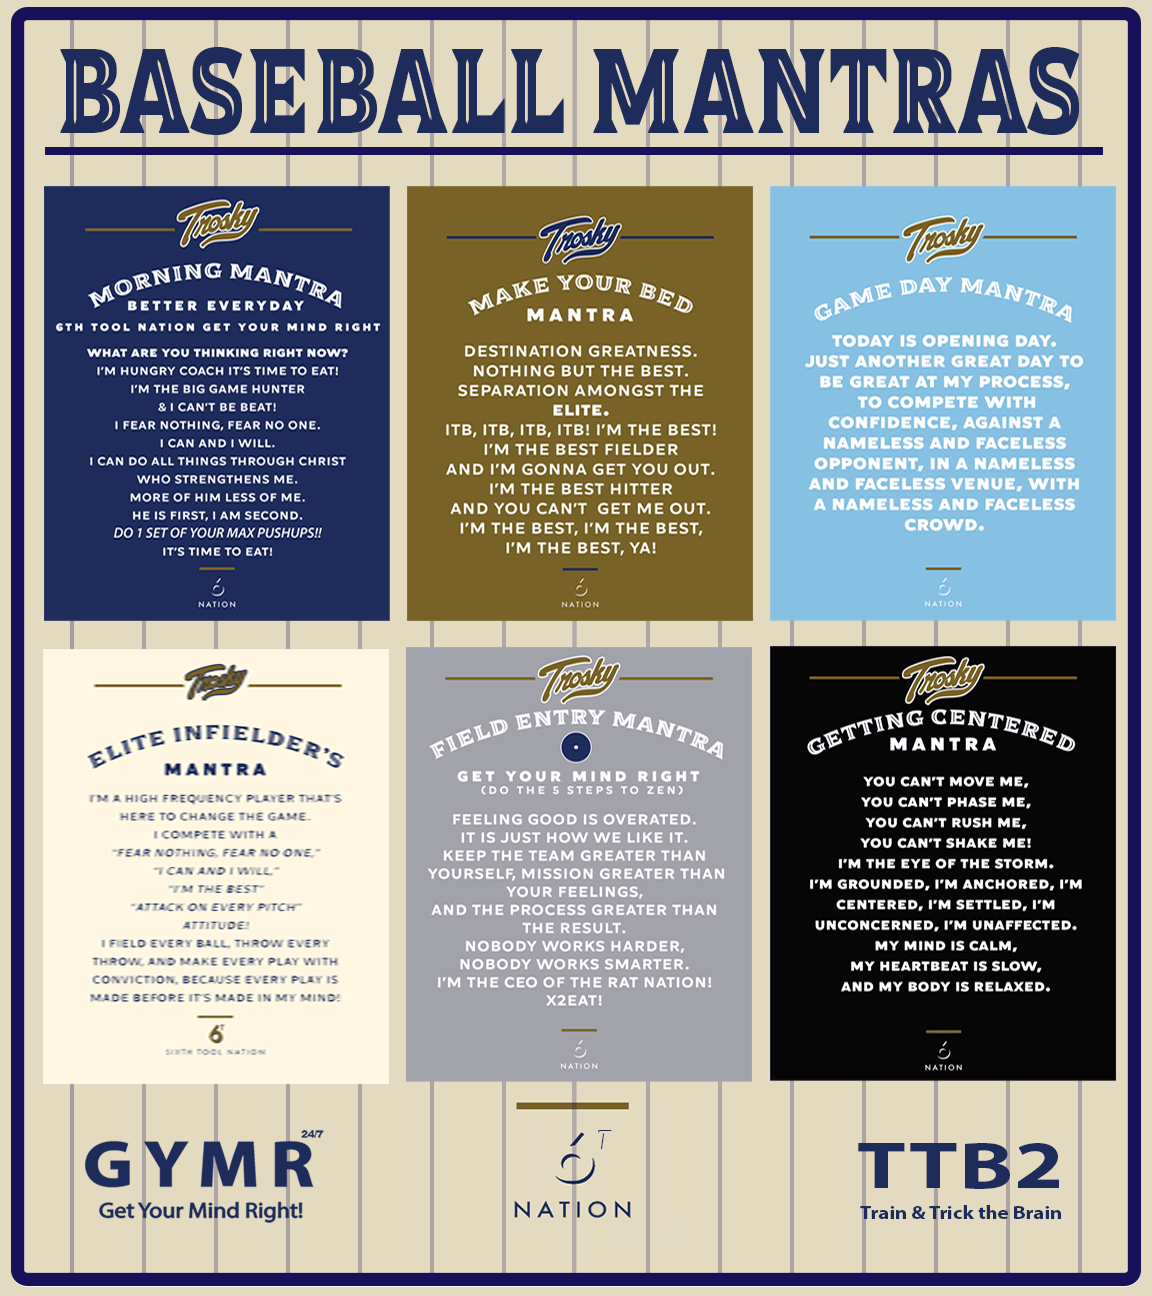 BASEBALL MANTRAS
Trosky
MORNING MANTRA
BETTER EVERYDAY
6TH TOOL NATION GET YOUR MIND RIGHT
WHAT ARE YOU THINKING RIGHT NOW?
I'M HUNGRY COACH IT'S TIME TO EAT!
I'M THE BIG GAME HUNTER
& I CAN'T BE BEAT!
I FEAR NOTHING, FEAR NO ONE.
I CAN AND I WILL.
I CAN DO ALL THINGS THROUGH CHRIST
WHO STRENGTHENS ME.
MORE OF HIM LESS OF ME.
HE IS FIRST, I AM SECOND.
DO 1 SET OF YOUR MAX PUSHUPS!!
IT'S TIME TO EAT!
6
NATION
Trosky
MAKE YOUR BED
MANTRA
DESTINATION GREATNESS.
NOTHING BUT THE BEST.
SEPARATION AMONGST THE
ELITE.
ITB, ITB, ITB, ITB! I'M THE BEST!
I'M THE BEST FIELDER
AND I'M GONNA GET YOU OUT.
I'M THE BEST HITTER
AND YOU CAN'T GET ME OUT.
I'M THE BEST, I'M THE BEST,
I'M THE BEST, YA!
6
NATION
Trosky
GAME DAY MANTRA
TODAY IS OPENING DAY.
JUST ANOTHER GREAT DAY TO
BE GREAT AT MY PROCESS,
TO COMPETE WITH
CONFIDENCE, AGAINST A
NAMELESS AND FACELESS
OPPONENT, IN A NAMELESS
AND FACELESS VENUE, WITH
A NAMELESS AND FACELESS
CROWD.
6
NATION
Trosky
ELITE INFIELDER'S
MANTRA
I'M A HIGH FREQUENCY PLAYER THAT'S
HERE TO CHANGE THE GAME.
I COMPETE WITH A
"FEAR NOTHING, FEAR NO ONE,"
"I CAN AND I WILL,"
"I'M THE BEST"
"ATTACK ON EVERY PITCH"
ATTITUDE!
I FIELD EVERY BALL, THROW EVERY
THROW, AND MAKE EVERY PLAY WITH
CONVICTION, BECAUSE EVERY PLAY IS
MADE BEFORE IT'S MADE IN MY MIND!
6T
SIXTH TOOL NATION
Trosky
FIELD ENTRY MANTRA
GET YOUR MIND RIGHT
(DO THE 5 STEPS TO ZEN)
FEELING GOOD IS OVERATED.
IT IS JUST HOW WE LIKE IT.
KEEP THE TEAM GREATER THAN
YOURSELF, MISSION GREATER THAN
YOUR FEELINGS,
AND THE PROCESS GREATER THAN
THE RESULT.
NOBODY WORKS HARDER,
NOBODY WORKS SMARTER.
I'M THE CEO OF THE RAT NATION!
X2EAT!
6
NATION
Trosky
GETTING CENTERED
MANTRA
YOU CAN'T MOVE ME,
YOU CAN'T PHASE ME,
YOU CAN'T RUSH ME,
YOU CAN'T SHAKE ME!
I'M THE EYE OF THE STORM.
I'M GROUNDED, I'M ANCHORED, I'M
CENTERED, I'M SETTLED, I'M
UNCONCERNED, I'M UNAFFECTED.
MY MIND IS CALM,
MY HEARTBEAT IS SLOW,
AND MY BODY IS RELAXED.
6
NATION
GYMR 24/7
Get Your Mind Right!
6T
NATION
TTB2
Train & Trick the Brain